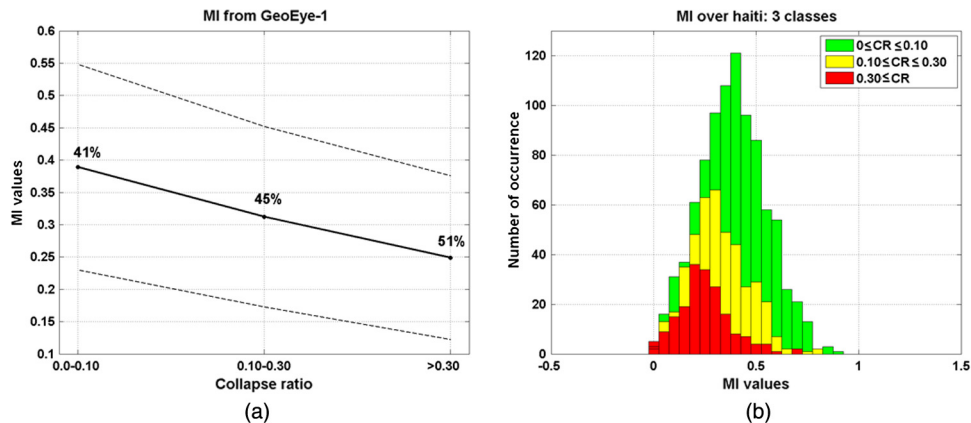 MI from GeoEye-1
MI values
0.6
0.55
0.5
0.45
0.4
0.35
0.3
0.25
0.2
0.15
0.1
41%
45%
51%
0.0–0.10
0.10–0.30
>0.30
Collapse ratio
(a)
MI over haiti: 3 classes
0≤CR≤0.10
0.10≤CR≤0.30
0.30≤CR
Number of occurrence
120
100
80
60
40
20
0
−0.5
0
0.5
1
1.5
MI values
(b)